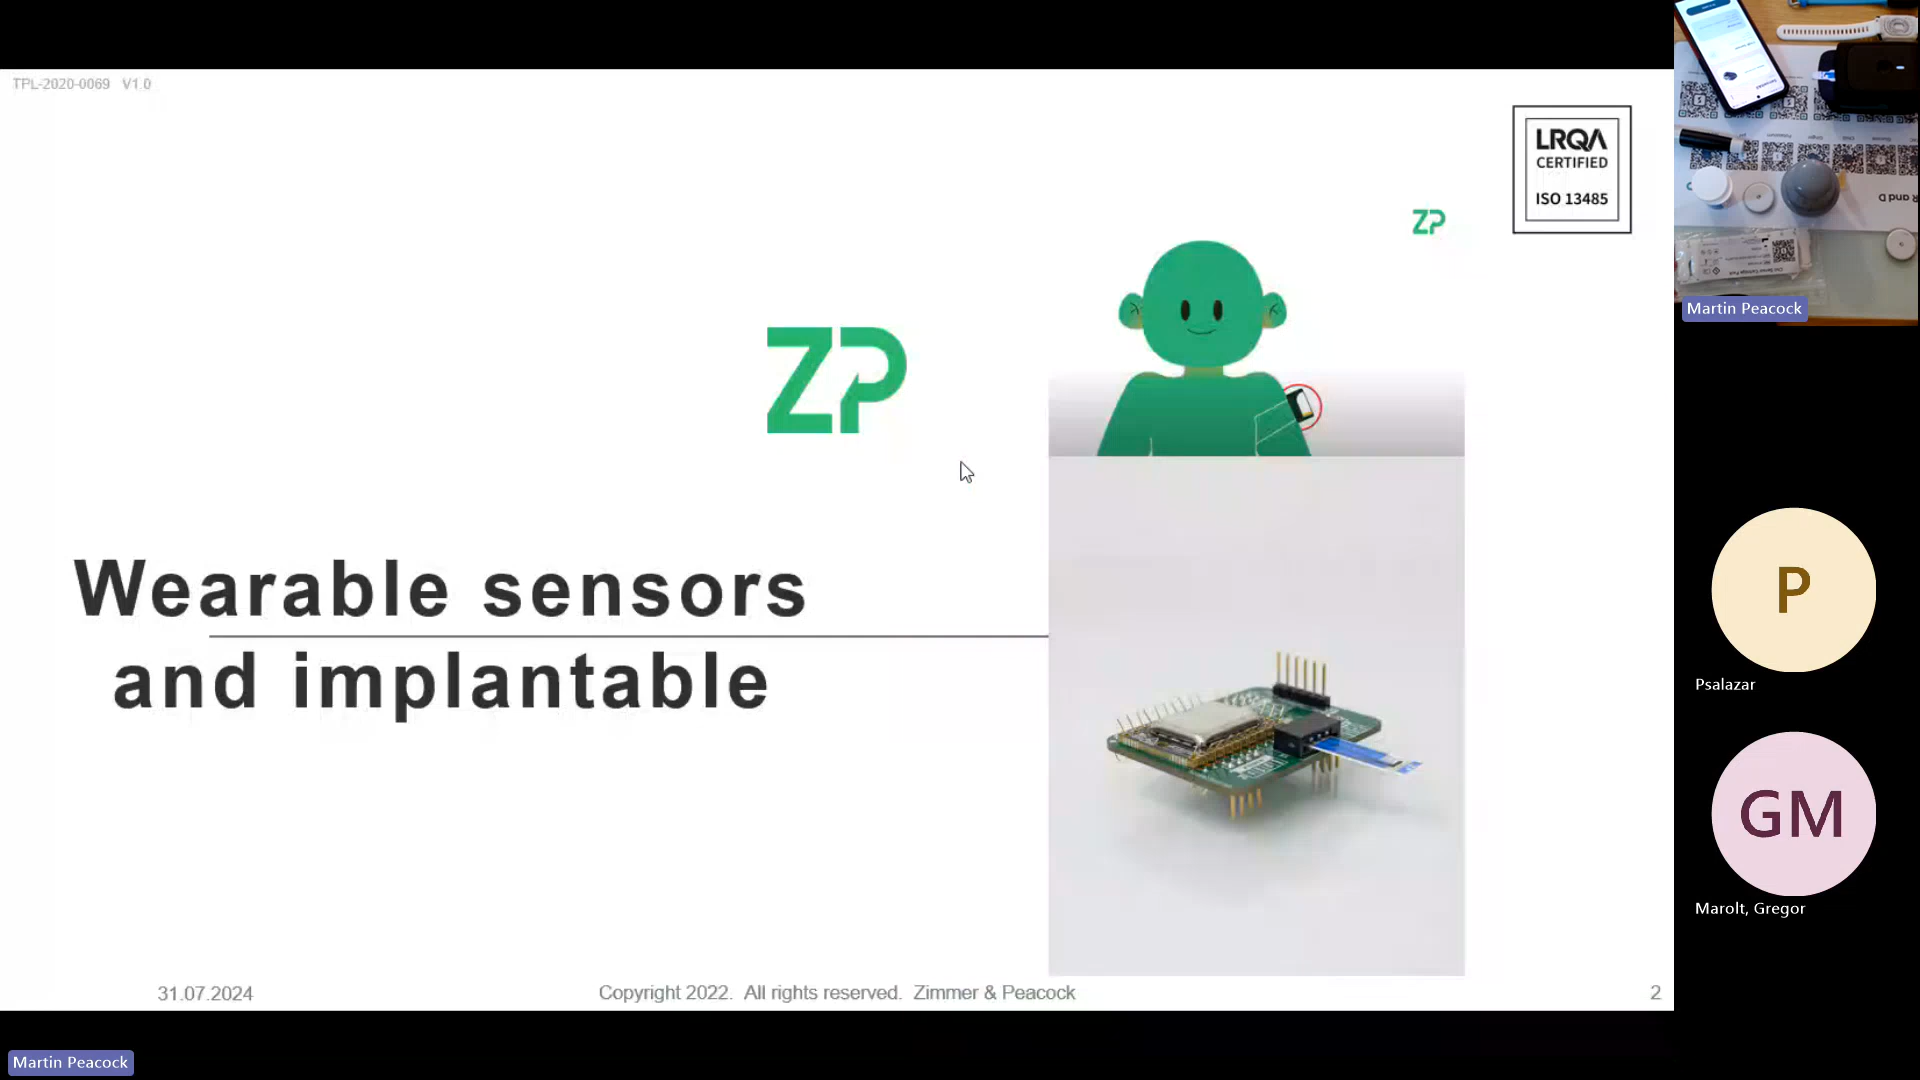 TPL-2020-0069 V1.0
LRQA
CERTIFIED
ISO 13485
ZP
ZP
Wearable sensors
and implantable
31.07.2024
Copyright 2022. All rights reserved. Zimmer & Peacock
2
Martin Peacock
R and D
Martin Peacock
P
Psalazar
GM
Marolt, Gregor